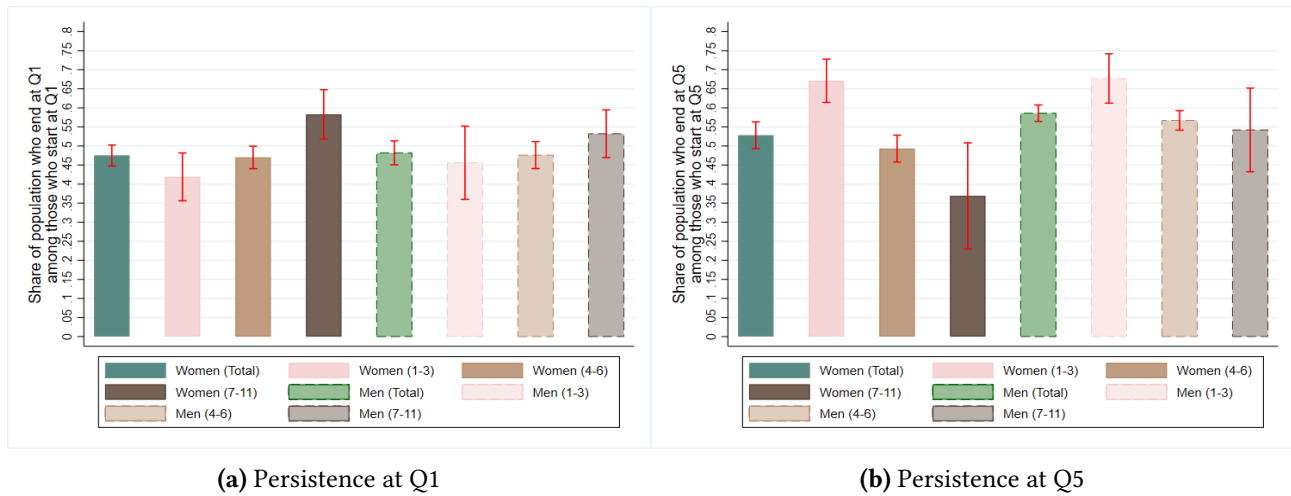 Share of population who end at Q1
among those who start at Q1
0 .05 .1 .15 .2 .25 .3 .35 .4 .45 .5 .55 .6 .65 .7 .75 .8
Women (Total) Women (1-3) Women (4-6)
Women (7-11) Men (Total) Men (1-3)
Men (4-6) Men (7-11)
(a) Persistence at Q1
Share of population who end at Q5
among those who start at Q5
0 .05 .1 .15 .2 .25 .3 .35 .4 .45 .5 .55 .6 .65 .7 .75 .8
Women (Total) Women (1-3) Women (4-6)
Women (7-11) Men (Total) Men (1-3)
Men (4-6) Men (7-11)
(b) Persistence at Q5